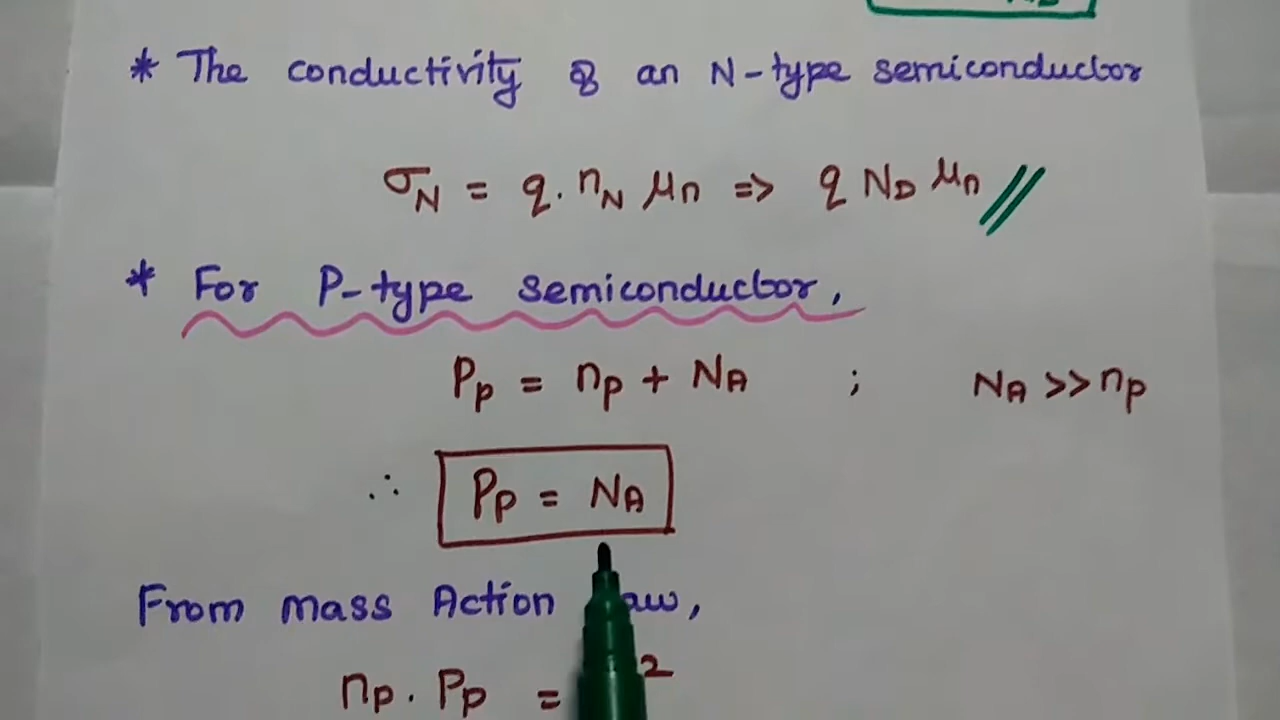 * The conductivity of an N-type semiconductor
σN = q. nN μn => q ND μn //
* For P-type semiconductor,
Pp = np + NA ; NA >> np
∴ Pp = NA
From mass Action
np . Pp = 2